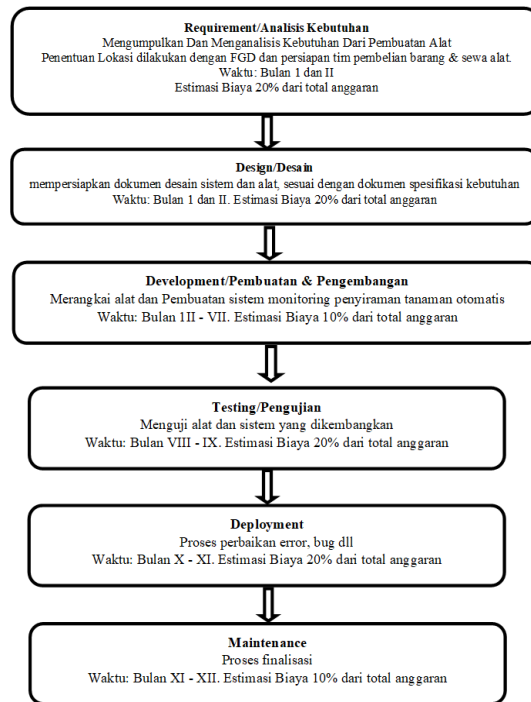 Requirement/Analisis Kebutuhan
Mengumpulkan Dan Menganalisis Kebutuhan Dari Pembuatan Alat
Penentuan Lokasi dilakukan dengan FGD dan persiapan tim pembelian barang & sewa alat.
Waktu: Bulan 1 and II
Estimasi Biaya 20% dari total anggaran
Design/Desain
mempersiapkan dokumen desain sistem dan alat, sesuai dengan dokumen spesifikasi kebutuhan
Waktu: Bulan 1 and II. Estimasi Biaya 20% dari total anggaran
Development/Pembuatan & Pengembangan
Merangkai alat dan Pembuatan sistem monitoring penyiraman tanaman otomatis
Waktu: Bulan 1II - VII. Estimasi Biaya 10% dari total anggaran
Testing/Pengujian
Menguji alat dan sistem yang dikembangkan
Waktu: Bulan VIII - IX. Estimasi Biaya 20% dari total anggaran
Deployment
Proses perbaikan error, bug dll
Waktu: Bulan X - XI. Estimasi Biaya 20% dari total anggaran
Maintenance
Proses finalisasi
Waktu: Bulan XI - XII. Estimasi Biaya 10% dari total anggaran